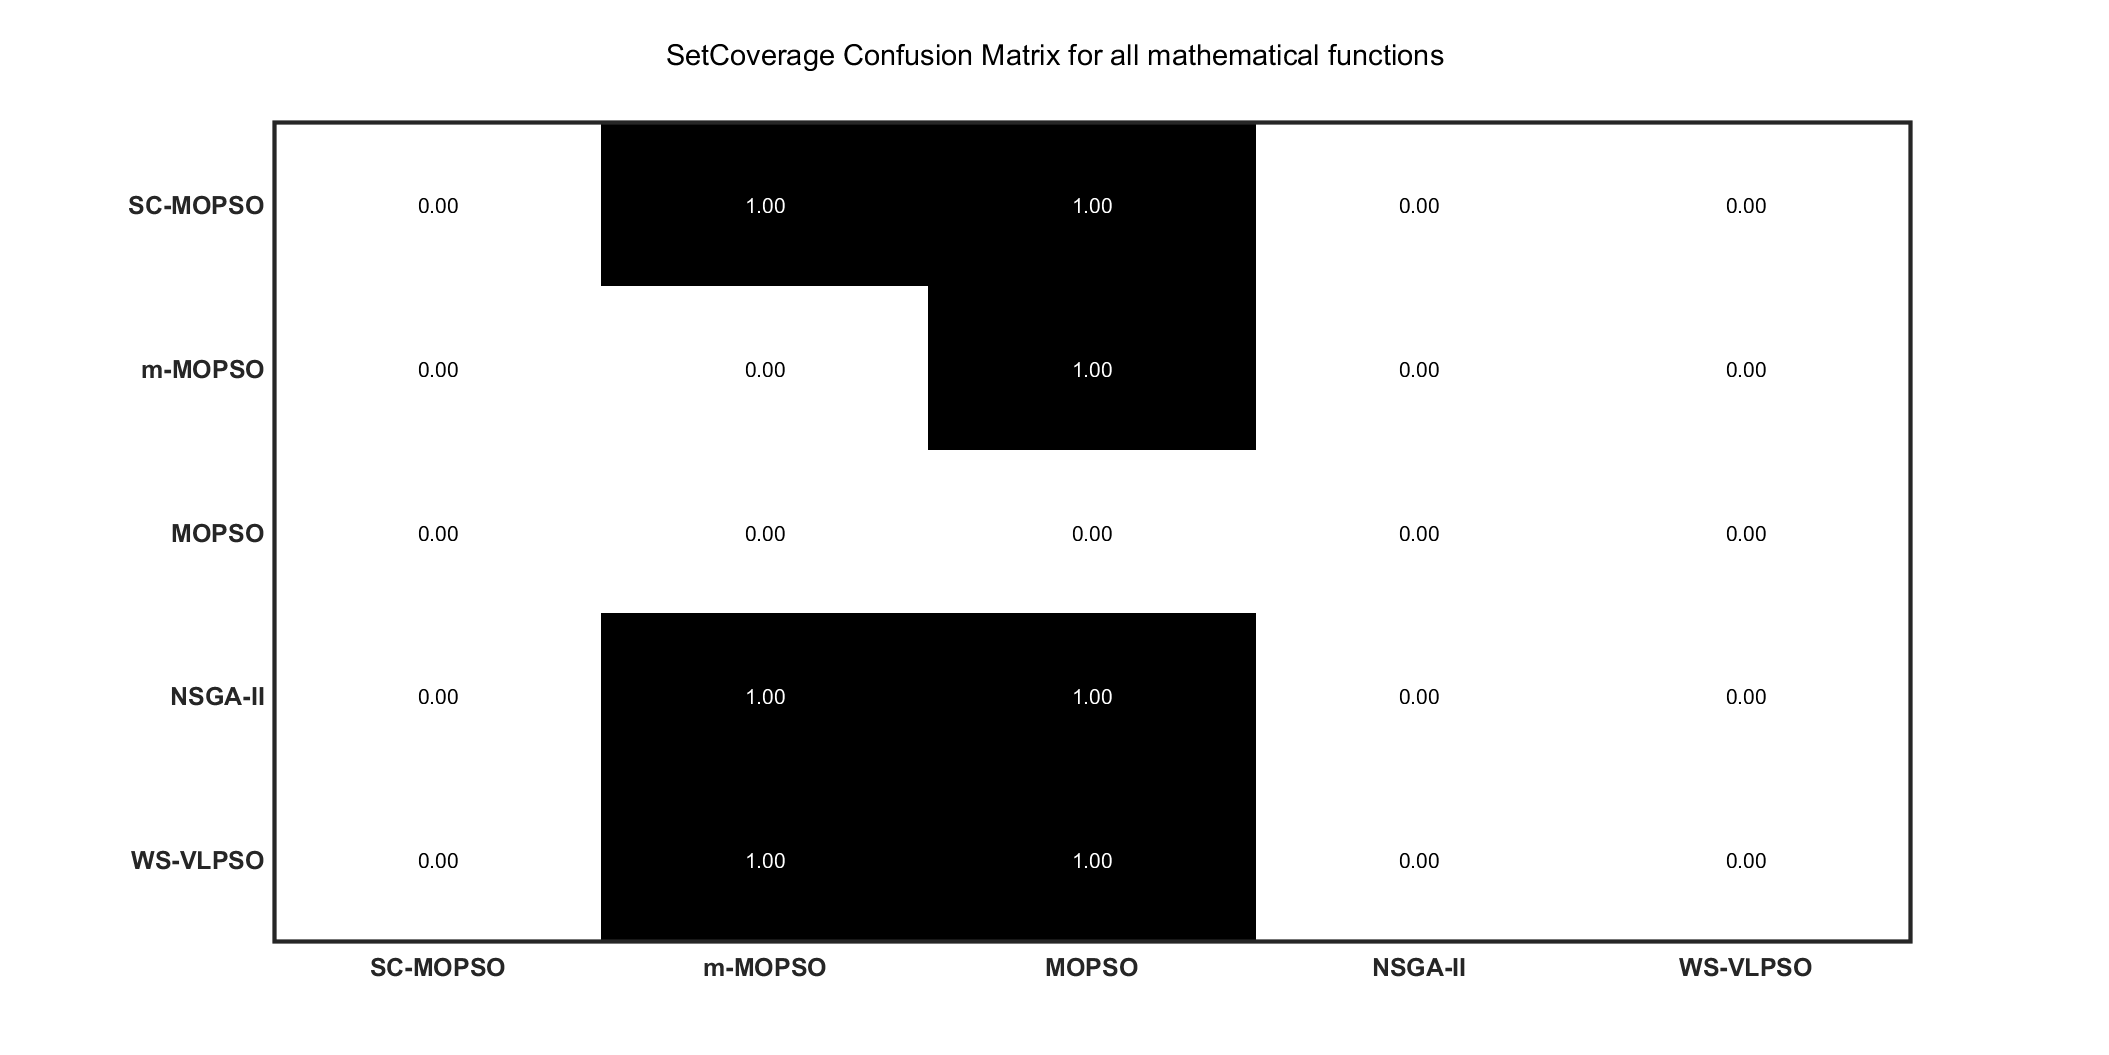 SetCoverage Confusion Matrix for all mathematical functions
SC-MOPSO 0.00 1.00 1.00 0.00 0.00
m-MOPSO 0.00 0.00 1.00 0.00 0.00
MOPSO 0.00 0.00 0.00 0.00 0.00
NSGA-II 0.00 1.00 1.00 0.00 0.00
WS-VLPSO 0.00 1.00 1.00 0.00 0.00
SC-MOPSO m-MOPSO MOPSO NSGA-II WS-VLPSO